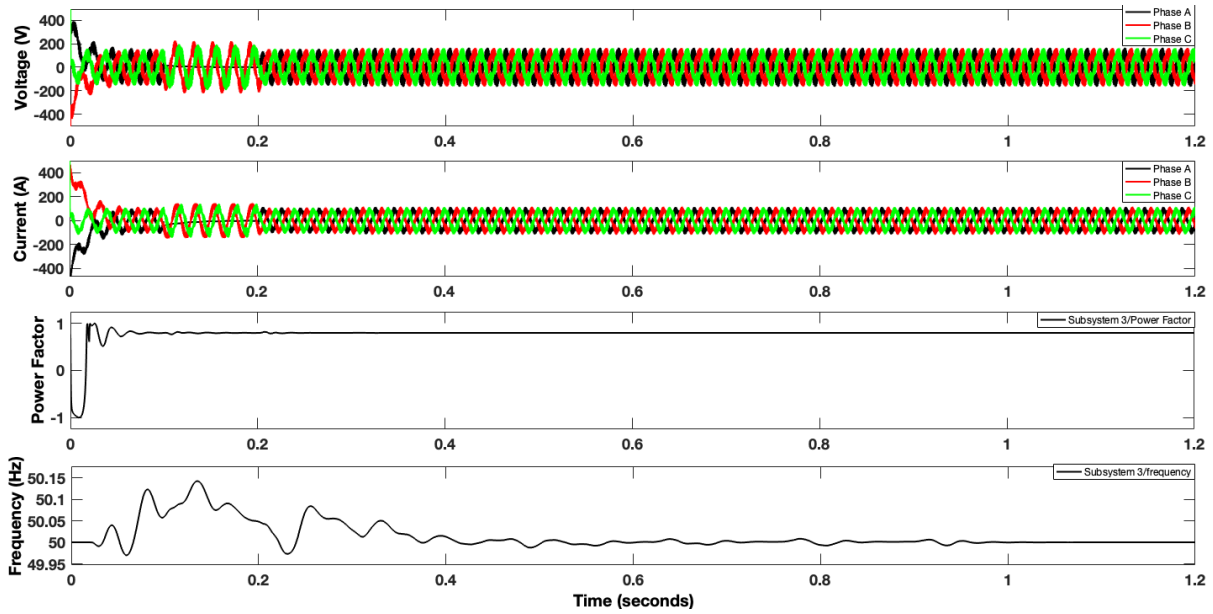 Voltage (V)
400
200
0
-200
-400
Phase A
Phase B
Phase C
0 0.2 0.4 0.6 0.8 1 1.2
Current (A)
400
200
0
-200
-400
Phase A
Phase B
Phase C
0 0.2 0.4 0.6 0.8 1 1.2
Power Factor
1
0
-1
Subsystem 3/Power Factor
0 0.2 0.4 0.6 0.8 1 1.2
Frequency (Hz)
50.15
50.1
50.05
50
49.95
Subsystem 3/frequency
0 0.2 0.4 0.6 0.8 1 1.2
Time (seconds)